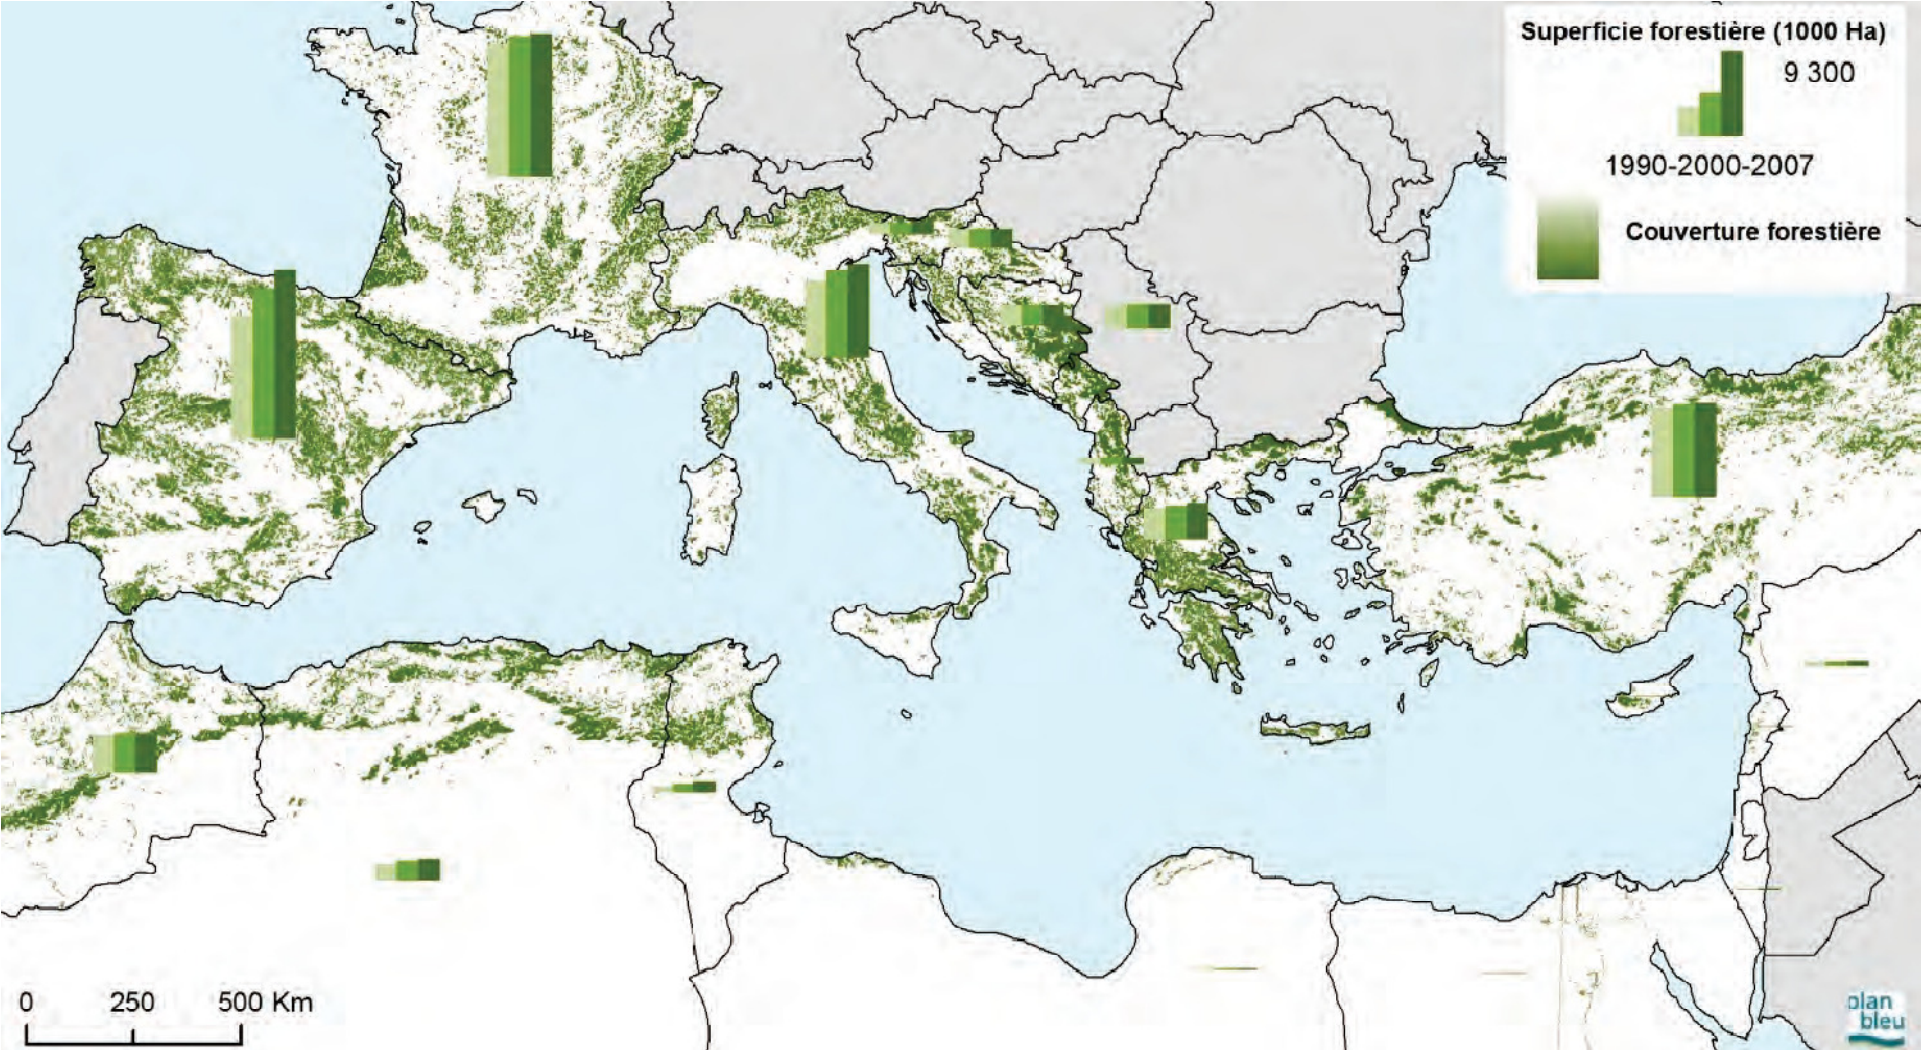 Superficie forestière (1000 Ha)
9 300
1990-2000-2007
Couverture forestière
0 250 500 Km
plan
bleu